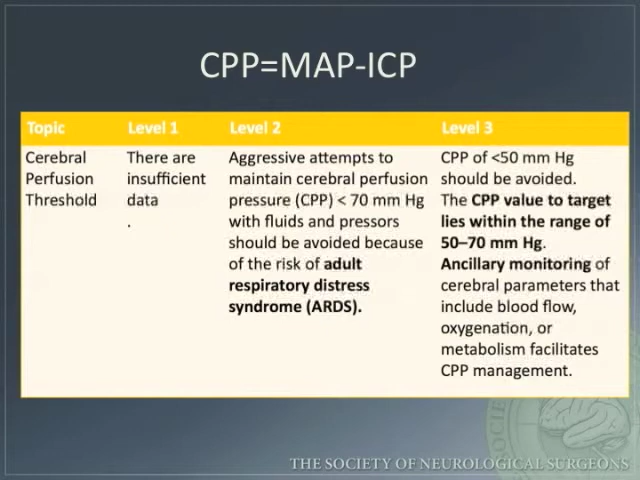 CPP=MAP-ICP
Topic
Level 1
Level 2
Level 3
Cerebral
Perfusion
Threshold
There are
insufficient
data
.
Aggressive attempts to
maintain cerebral perfusion
pressure (CPP) < 70 mm Hg
with fluids and pressors
should be avoided because
of the risk of adult
respiratory distress
syndrome (ARDS).
CPP of <50 mm Hg
should be avoided.
The CPP value to target
lies within the range of
50–70 mm Hg.
Ancillary monitoring of
cerebral parameters that
include blood flow,
oxygenation, or
metabolism facilitates
CPP management.
THE SOCIETY OF NEUROLOGICAL SURGEONS